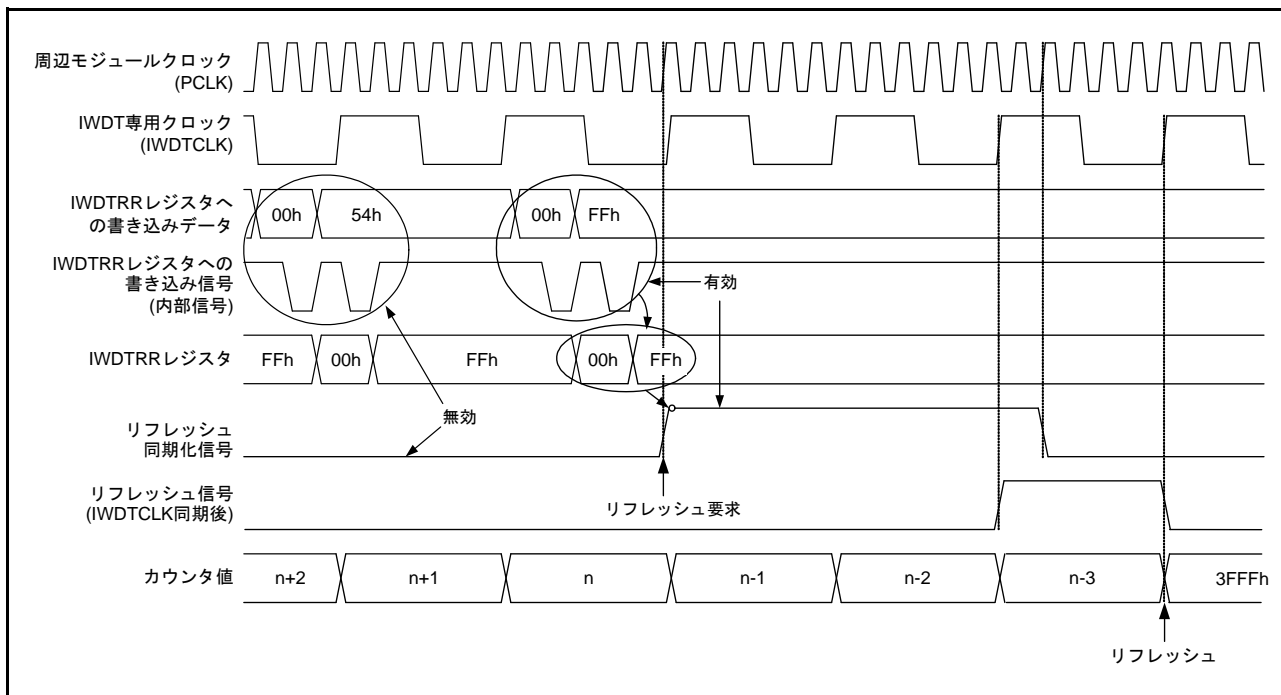 周辺モジュールクロック
(PCLK)
IWDT専用クロック
(IWDTCLK)
IWDTRRレジスタへ
の書き込みデータ
00h
54h
00h
FFh
IWDTRRレジスタへの
書き込み信号
(内部信号)
有効
IWDTRRレジスタ
FFh
00h
FFh
00h
FFh
無効
リフレッシュ
同期化信号
リフレッシュ要求
リフレッシュ信号
(IWDTCLK同期後)
カウンタ値
n+2
n+1
n
n-1
n-2
n-3
3FFFh
リフレッシュ